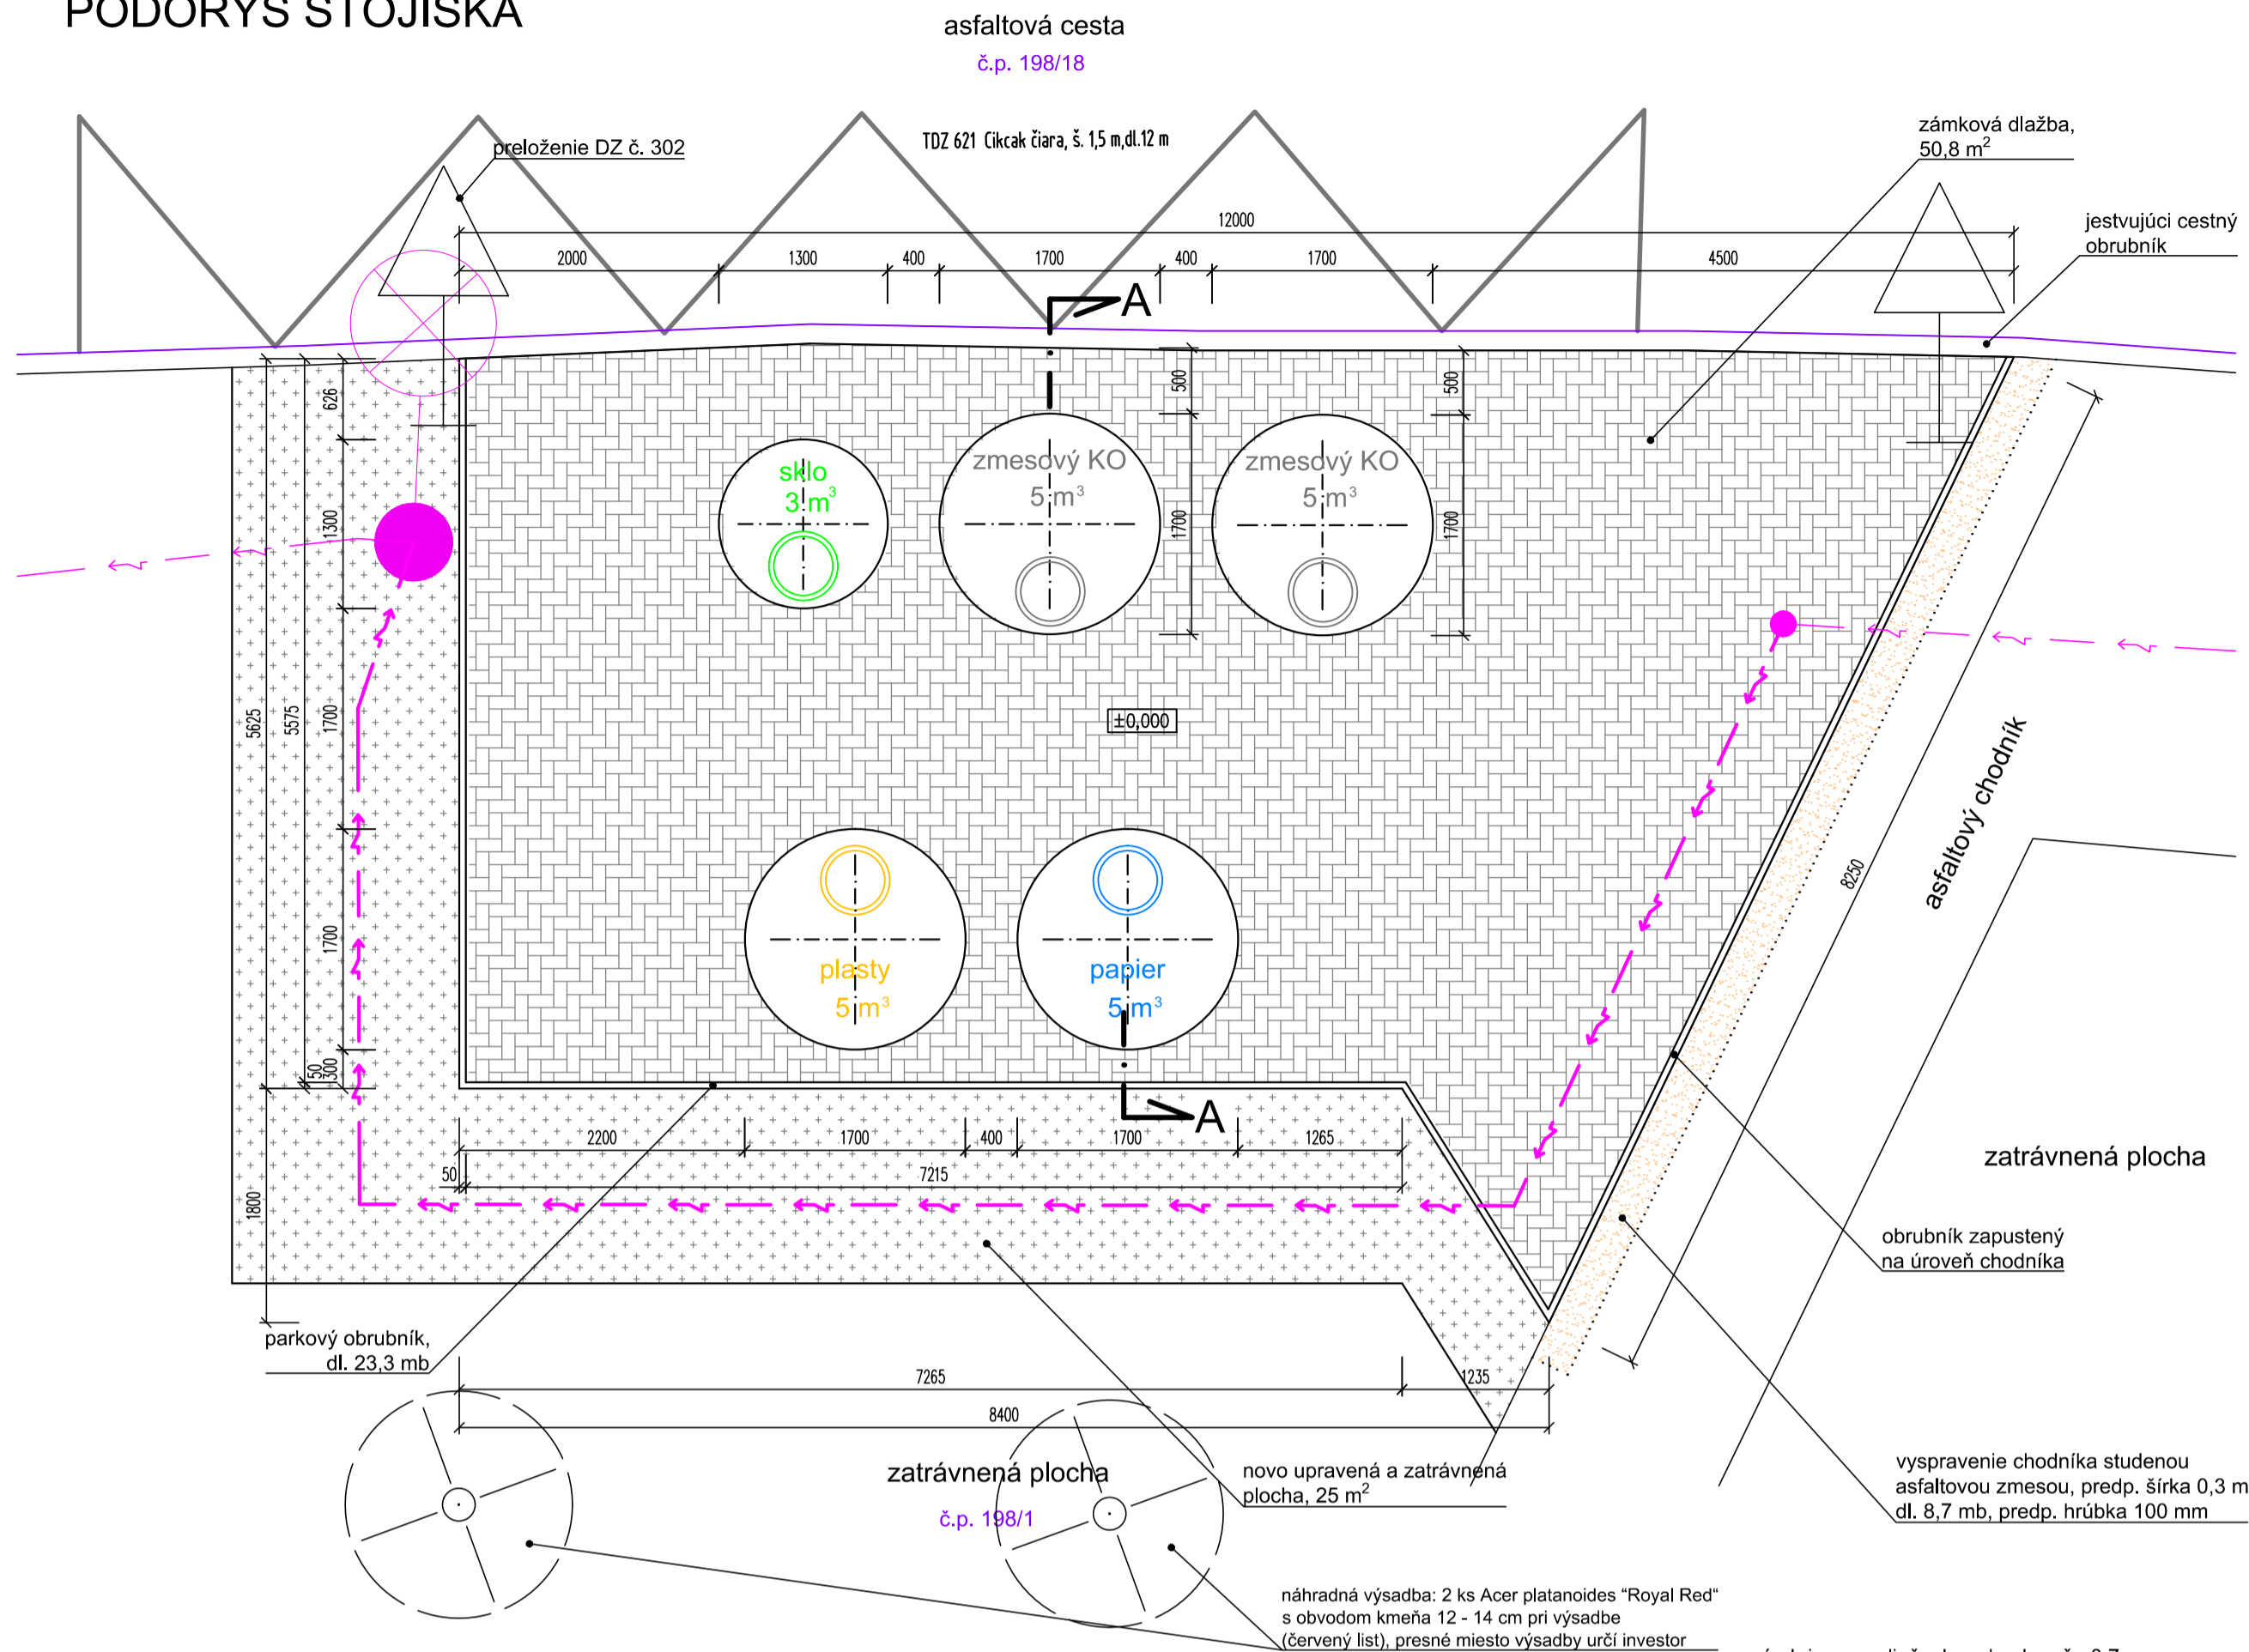 PÔDORYS STOJISKA
asfaltová cesta
č.p. 198/18
TDZ 621 Cikcak čiara, š. 1,5 m,dl.12 m
preloženie DZ č. 302
zámková dlažba,
50,8 m²
jestvujúci cestný
obrubník
12000
2000
1300
400
1700
400
1700
4500
A
626
1300
1700
1700
300
50
5575
5625
1800
500
1700
500
1700
sklo
3 m³
zmesový KO
5 m³
zmesový KO
5 m³
±0,000
plasty
5 m³
papier
5 m³
A
8250
asfaltový chodník
zatrávnená plocha
obrubník zapustený
na úroveň chodníka
2200
1700
400
1700
1265
50
7215
parkový obrubník,
dl. 23,3 mb
7265
1235
8400
zatrávnená plocha
č.p. 198/1
novo upravená a zatrávnená
plocha, 25 m²
vyspravenie chodníka studenou
asfaltovou zmesou, predp. šírka 0,3 m
dl. 8,7 mb, predp. hrúbka 100 mm
náhradná výsadba: 2 ks Acer platanoides “Royal Red“
s obvodom kmeňa 12 - 14 cm pri výsadbe
(červený list), presné miesto výsadby určí investor